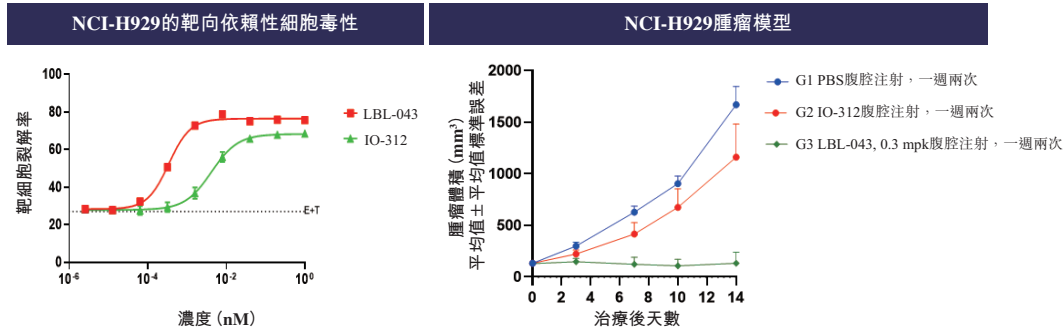 NCI-H929的靶向依賴性細胞毒性
NCI-H929腫瘤模型
靶細胞裂解率
100
80
60
40
20
0
10⁻⁶
10⁻⁴
10⁻²
10⁰
濃度(nM)
E+T
LBL-043
IO-312
腫瘤體積(mm³)
平均值±平均值標準誤差
2000
1500
1000
500
0
0 2 4 6 8 10 12 14
治療後天數
G1 PBS腹腔注射，一週兩次
G2 IO-312腹腔注射，一週兩次
G3 LBL-043, 0.3 mpk腹腔注射，一週兩次